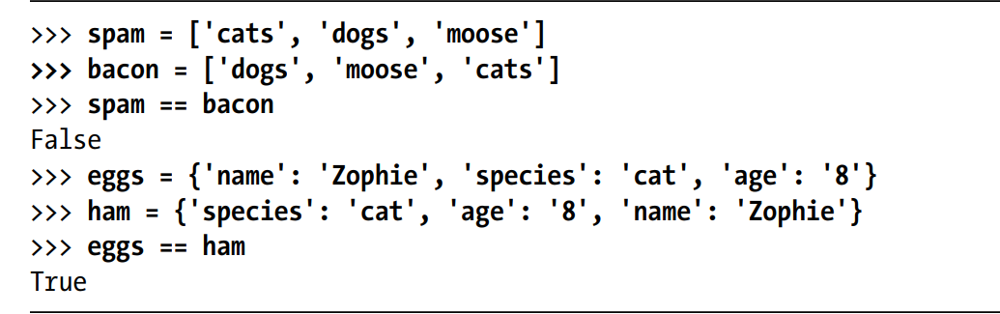 >>> spam = ['cats', 'dogs', 'moose']
>>> bacon = ['dogs', 'moose', 'cats']
>>> spam == bacon
False
>>> eggs = {'name': 'Zophie', 'species': 'cat', 'age': '8'}
>>> ham = {'species': 'cat', 'age': '8', 'name': 'Zophie'}
>>> eggs == ham
True